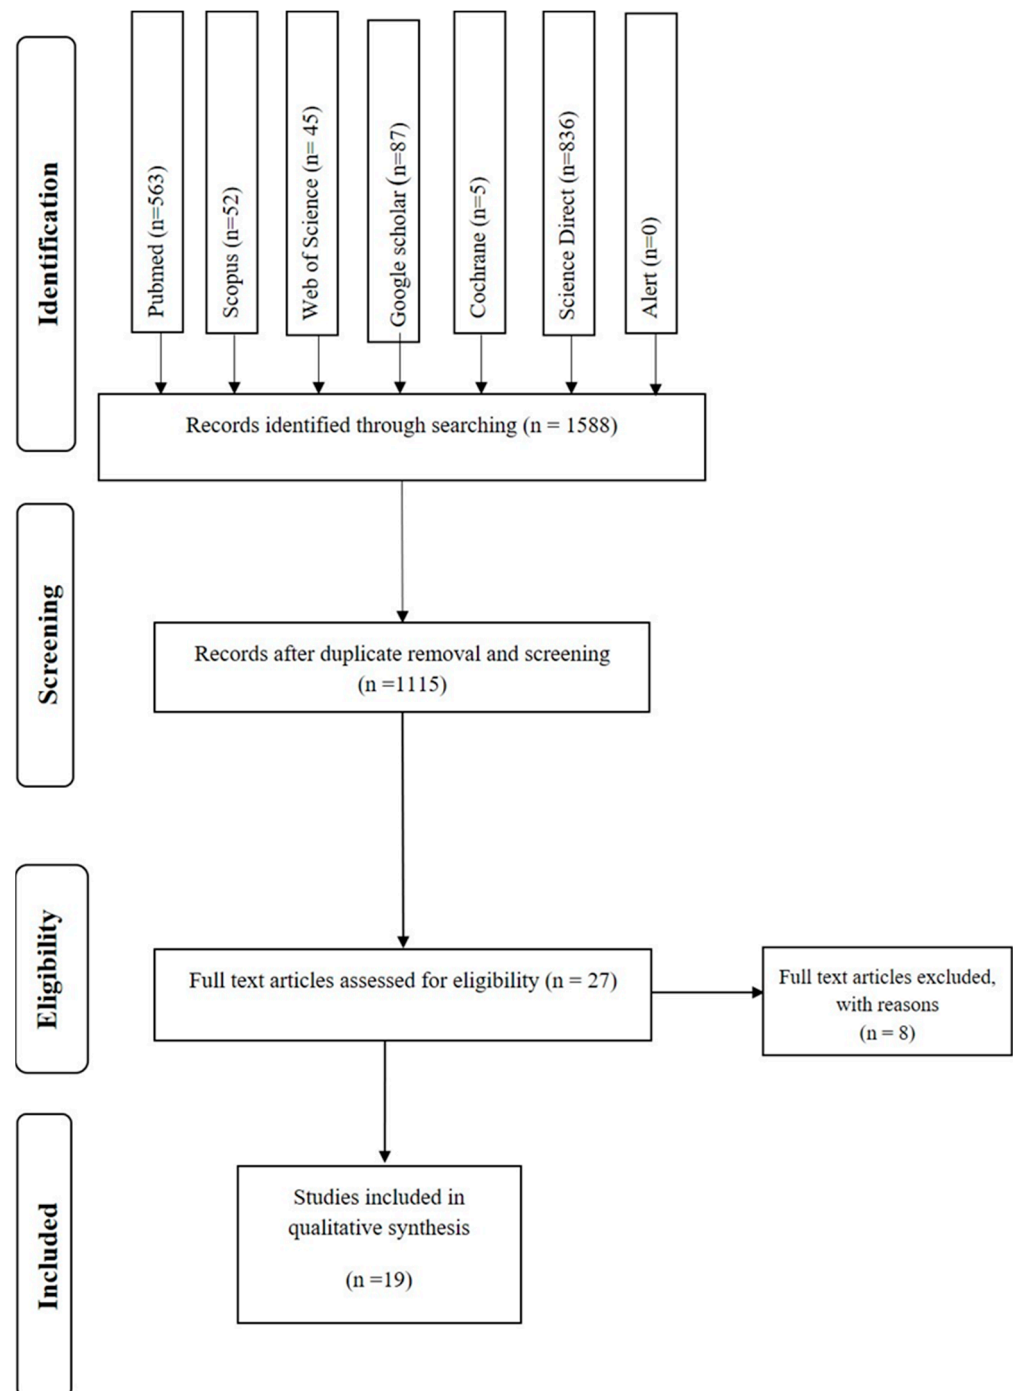 Identification
Pubmed (n=563)
Scopus (n=52)
Web of Science (n= 45)
Google scholar (n=87)
Cochrane (n=5)
Science Direct (n=836)
Alert (n=0)
Records identified through searching (n = 1588)
Screening
Records after duplicate removal and screening
(n =1115)
Eligibility
Full text articles assessed for eligibility (n = 27)
Full text articles excluded,
with reasons
(n = 8)
Included
Studies included in
qualitative synthesis
(n =19)